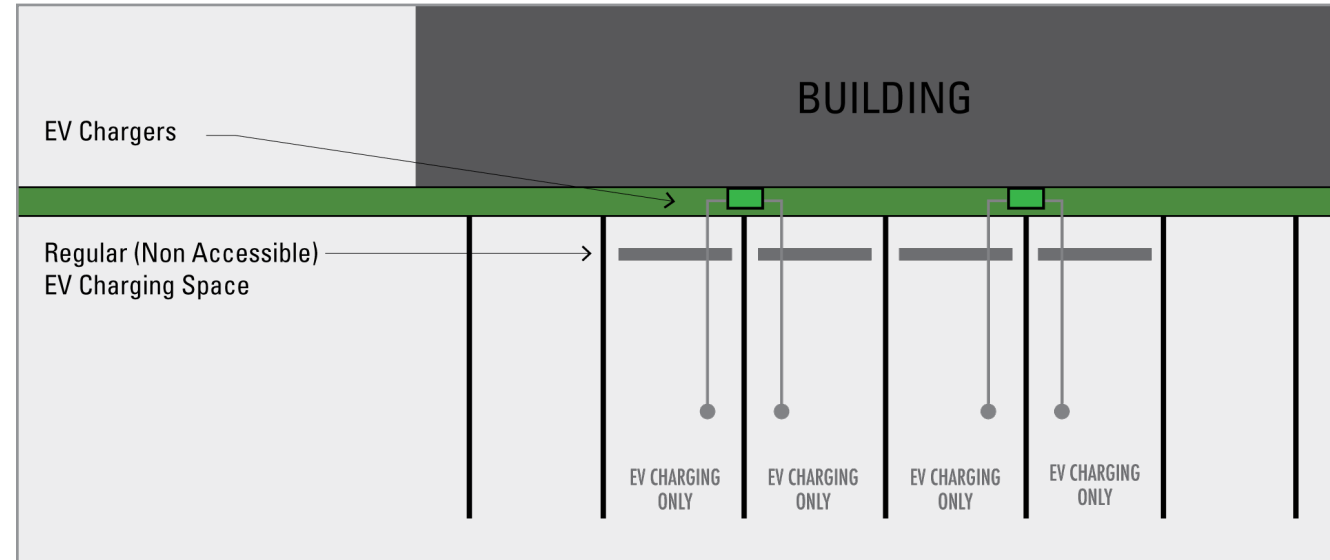 BUILDING
EV Chargers
Regular (Non Accessible)
EV Charging Space
EV CHARGING
ONLY
EV CHARGING
ONLY
EV CHARGING
ONLY
EV CHARGING
ONLY